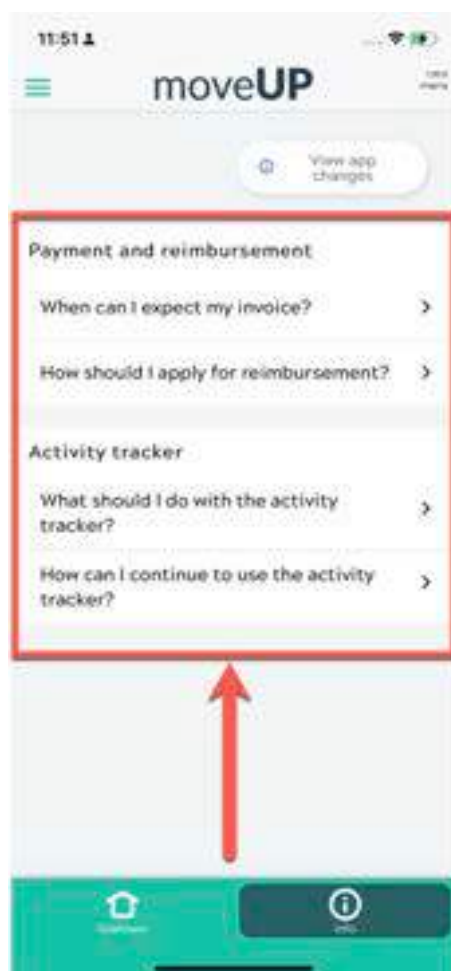 11:51
moveUP
View app
changes
Payment and reimbursement
When can I expect my invoice?
How should I apply for reimbursement?
Activity tracker
What should I do with the activity
tracker?
How can I continue to use the activity
tracker?